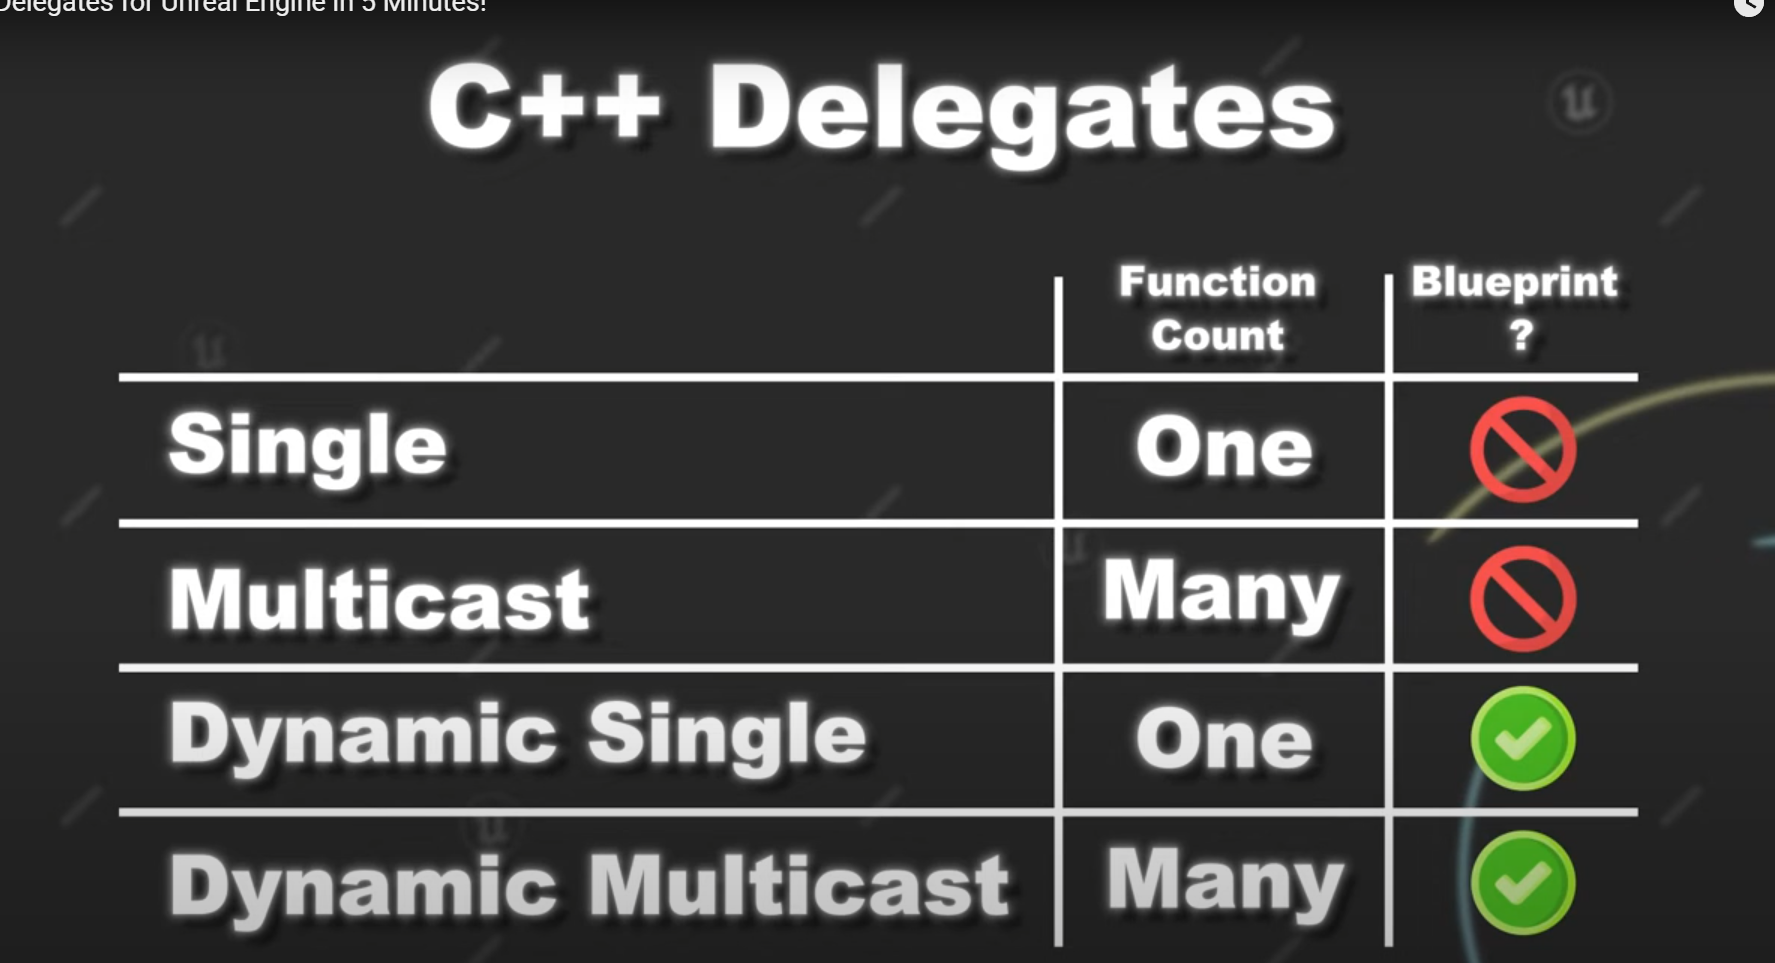 Delegates for Unreal Engine in 5 Minutes!
C++ Delegates
Function
Count
Blueprint
?
Single
One
Multicast
Many
Dynamic Single
One
Dynamic Multicast
Many